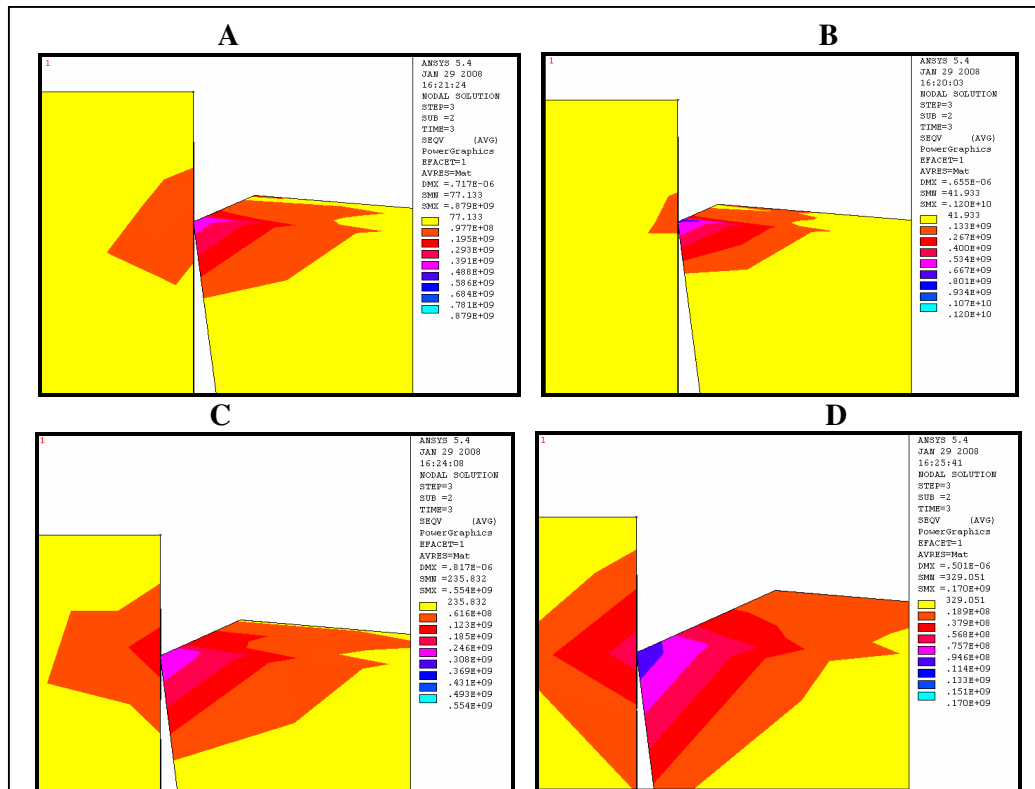 A
1
ANSYS 5.4
JAN 29 2008
16:21:24
NODAL SOLUTION
STEP=3
SUB =2
TIME=3
SEQV (AVG)
PowerGraphics
EFACET=1
AVRES=Mat
DMX =.717E-06
SMN =77.133
SMX =.879E+09
77.133
.977E+08
.195E+09
.293E+09
.391E+09
.488E+09
.586E+09
.684E+09
.781E+09
.879E+09
B
1
ANSYS 5.4
JAN 29 2008
16:20:03
NODAL SOLUTION
STEP=3
SUB =2
TIME=3
SEQV (AVG)
PowerGraphics
EFACET=1
AVRES=Mat
DMX =.655E-06
SMN =41.933
SMX =.120E+10
41.933
.133E+09
.267E+09
.400E+09
.534E+09
.667E+09
.801E+09
.934E+09
.107E+10
.120E+10
C
1
ANSYS 5.4
JAN 29 2008
16:24:08
NODAL SOLUTION
STEP=3
SUB =2
TIME=3
SEQV (AVG)
PowerGraphics
EFACET=1
AVRES=Mat
DMX =.817E-06
SMN =235.832
SMX =.554E+09
235.832
.616E+08
.123E+09
.185E+09
.246E+09
.308E+09
.369E+09
.431E+09
.493E+09
.554E+09
D
1
ANSYS 5.4
JAN 29 2008
16:25:41
NODAL SOLUTION
STEP=3
SUB =2
TIME=3
SEQV (AVG)
PowerGraphics
EFACET=1
AVRES=Mat
DMX =.501E-06
SMN =329.051
SMX =.170E+09
329.051
.189E+08
.379E+08
.568E+08
.757E+08
.946E+08
.114E+09
.133E+09
.151E+09
.170E+09